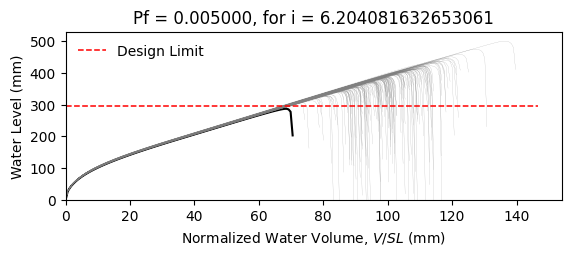 Pf = 0.005000, for i = 6.204081632653061
Water Level (mm)
500
400
300
200
100
0
Design Limit
0 20 40 60 80 100 120 140
Normalized Water Volume, V/SL (mm)